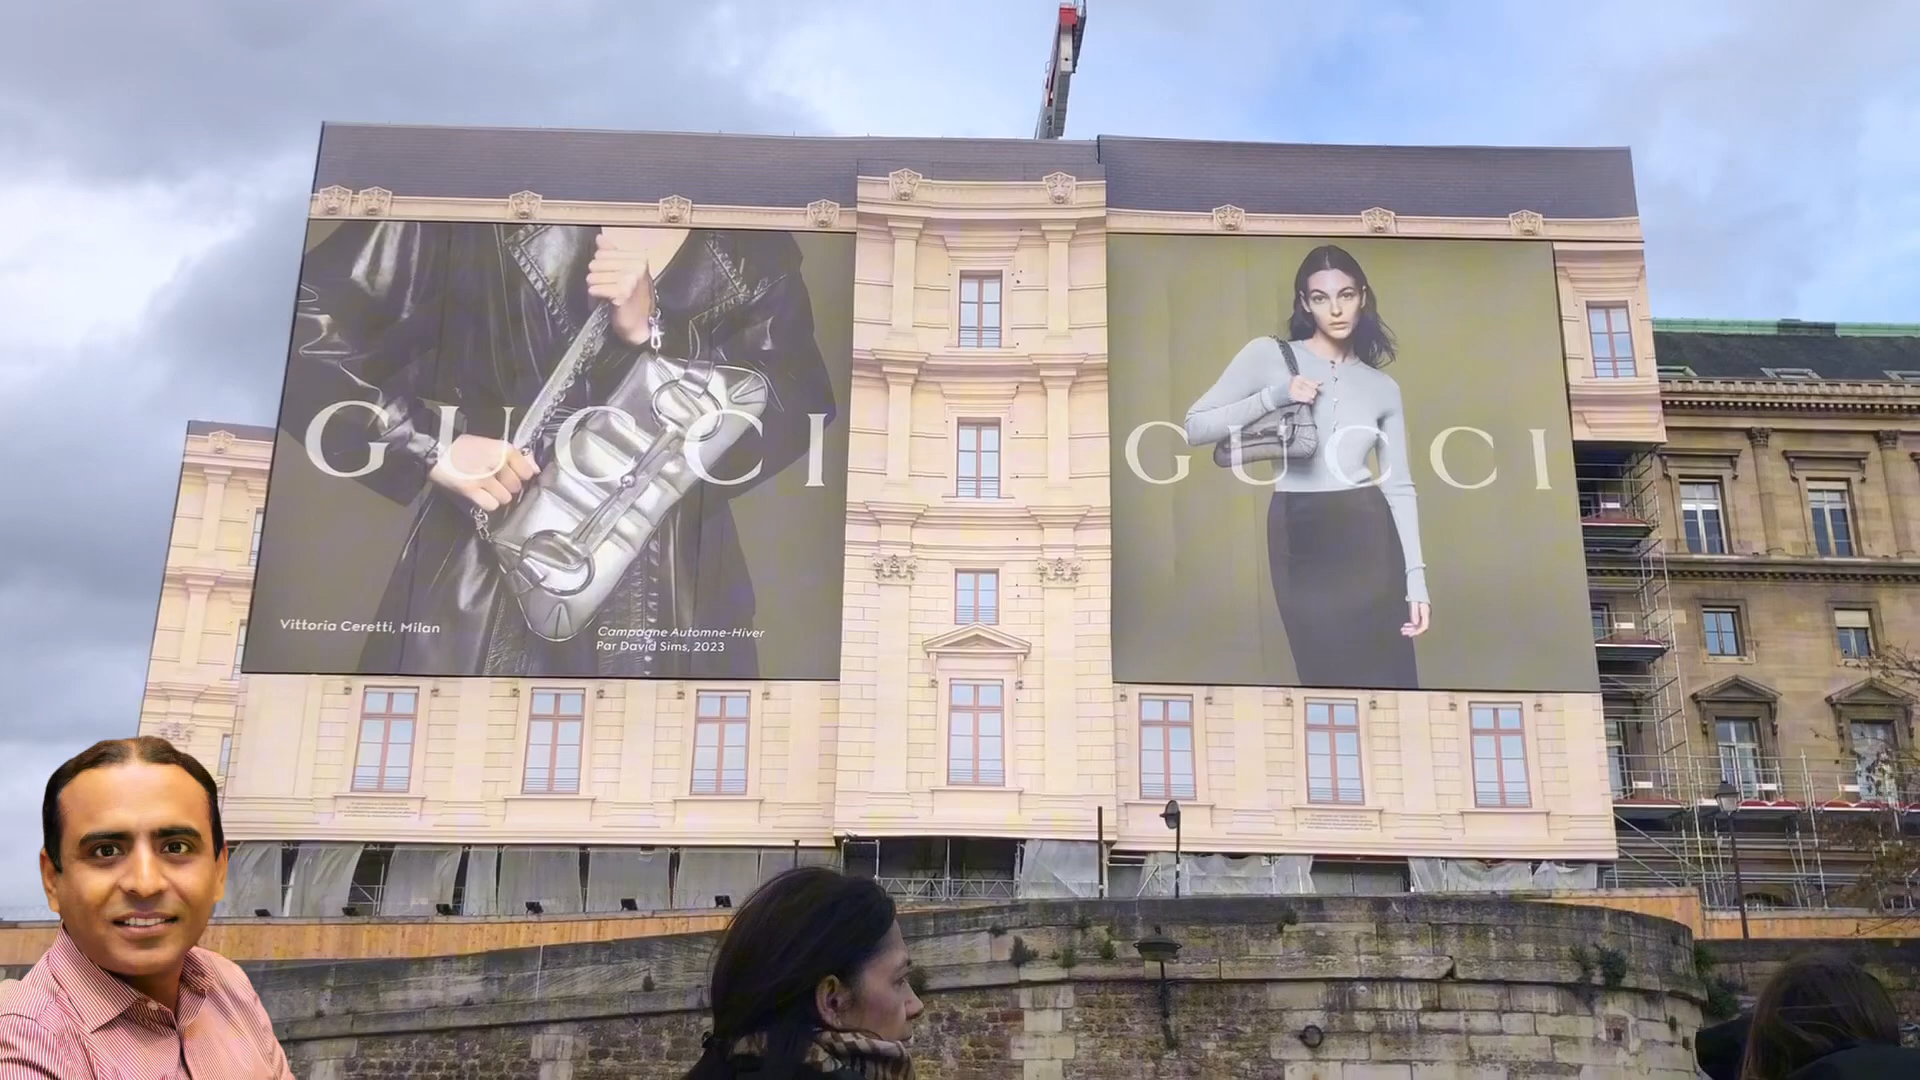 GUCCI
Vittoria Ceretti, Milan
Campagne Automne-Hiver
Par David Sims, 2023
GUCCI